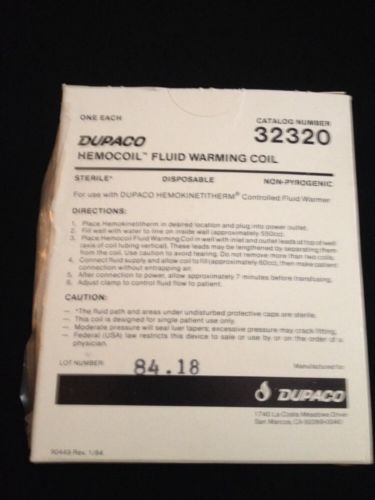 ONE EACH
CATALOG NUMBER:
DUPACO
32320
HEMOCOIL™ FLUID WARMING COIL
STERILE* DISPOSABLE NON-PYROGENIC
For use with DUPACO HEMOKINETITHERM® Controlled Fluid Warmer
DIRECTIONS:
1. Place Hemokinetitherm in desired location and plug into power outlet.
2. Fill well with water to line on inside wall (approximately 550cc).
3. Place Hemocoil Fluid Warming Coil in well with inlet and outlet leads at top of well
(axis of coil tubing vertical). These leads may be lengthened by separating them
from the coil. Use caution to avoid tearing. Do not remove more than two coils.
4. Connect fluid supply and allow coil to fill (approximately 60cc), then make patient
connection without entrapping air.
5. After connection to power, allow approximately 7 minutes before transfusing.
6. Adjust clamp to control fluid flow to patient.
CAUTION:
— *The fluid path and areas under undisturbed protective caps are sterile.
— This coil is designed for single patient use only.
— Moderate pressure will seal luer tapers; excessive pressure may crack fitting.
— Federal (USA) law restricts this device to sale or use by or on the order of a
physician.
LOT NUMBER: 84.18
Manufactured for:
DUPACO
1740 La Costa Meadows Drive
San Marcos, CA
90449 Rev. 1/84